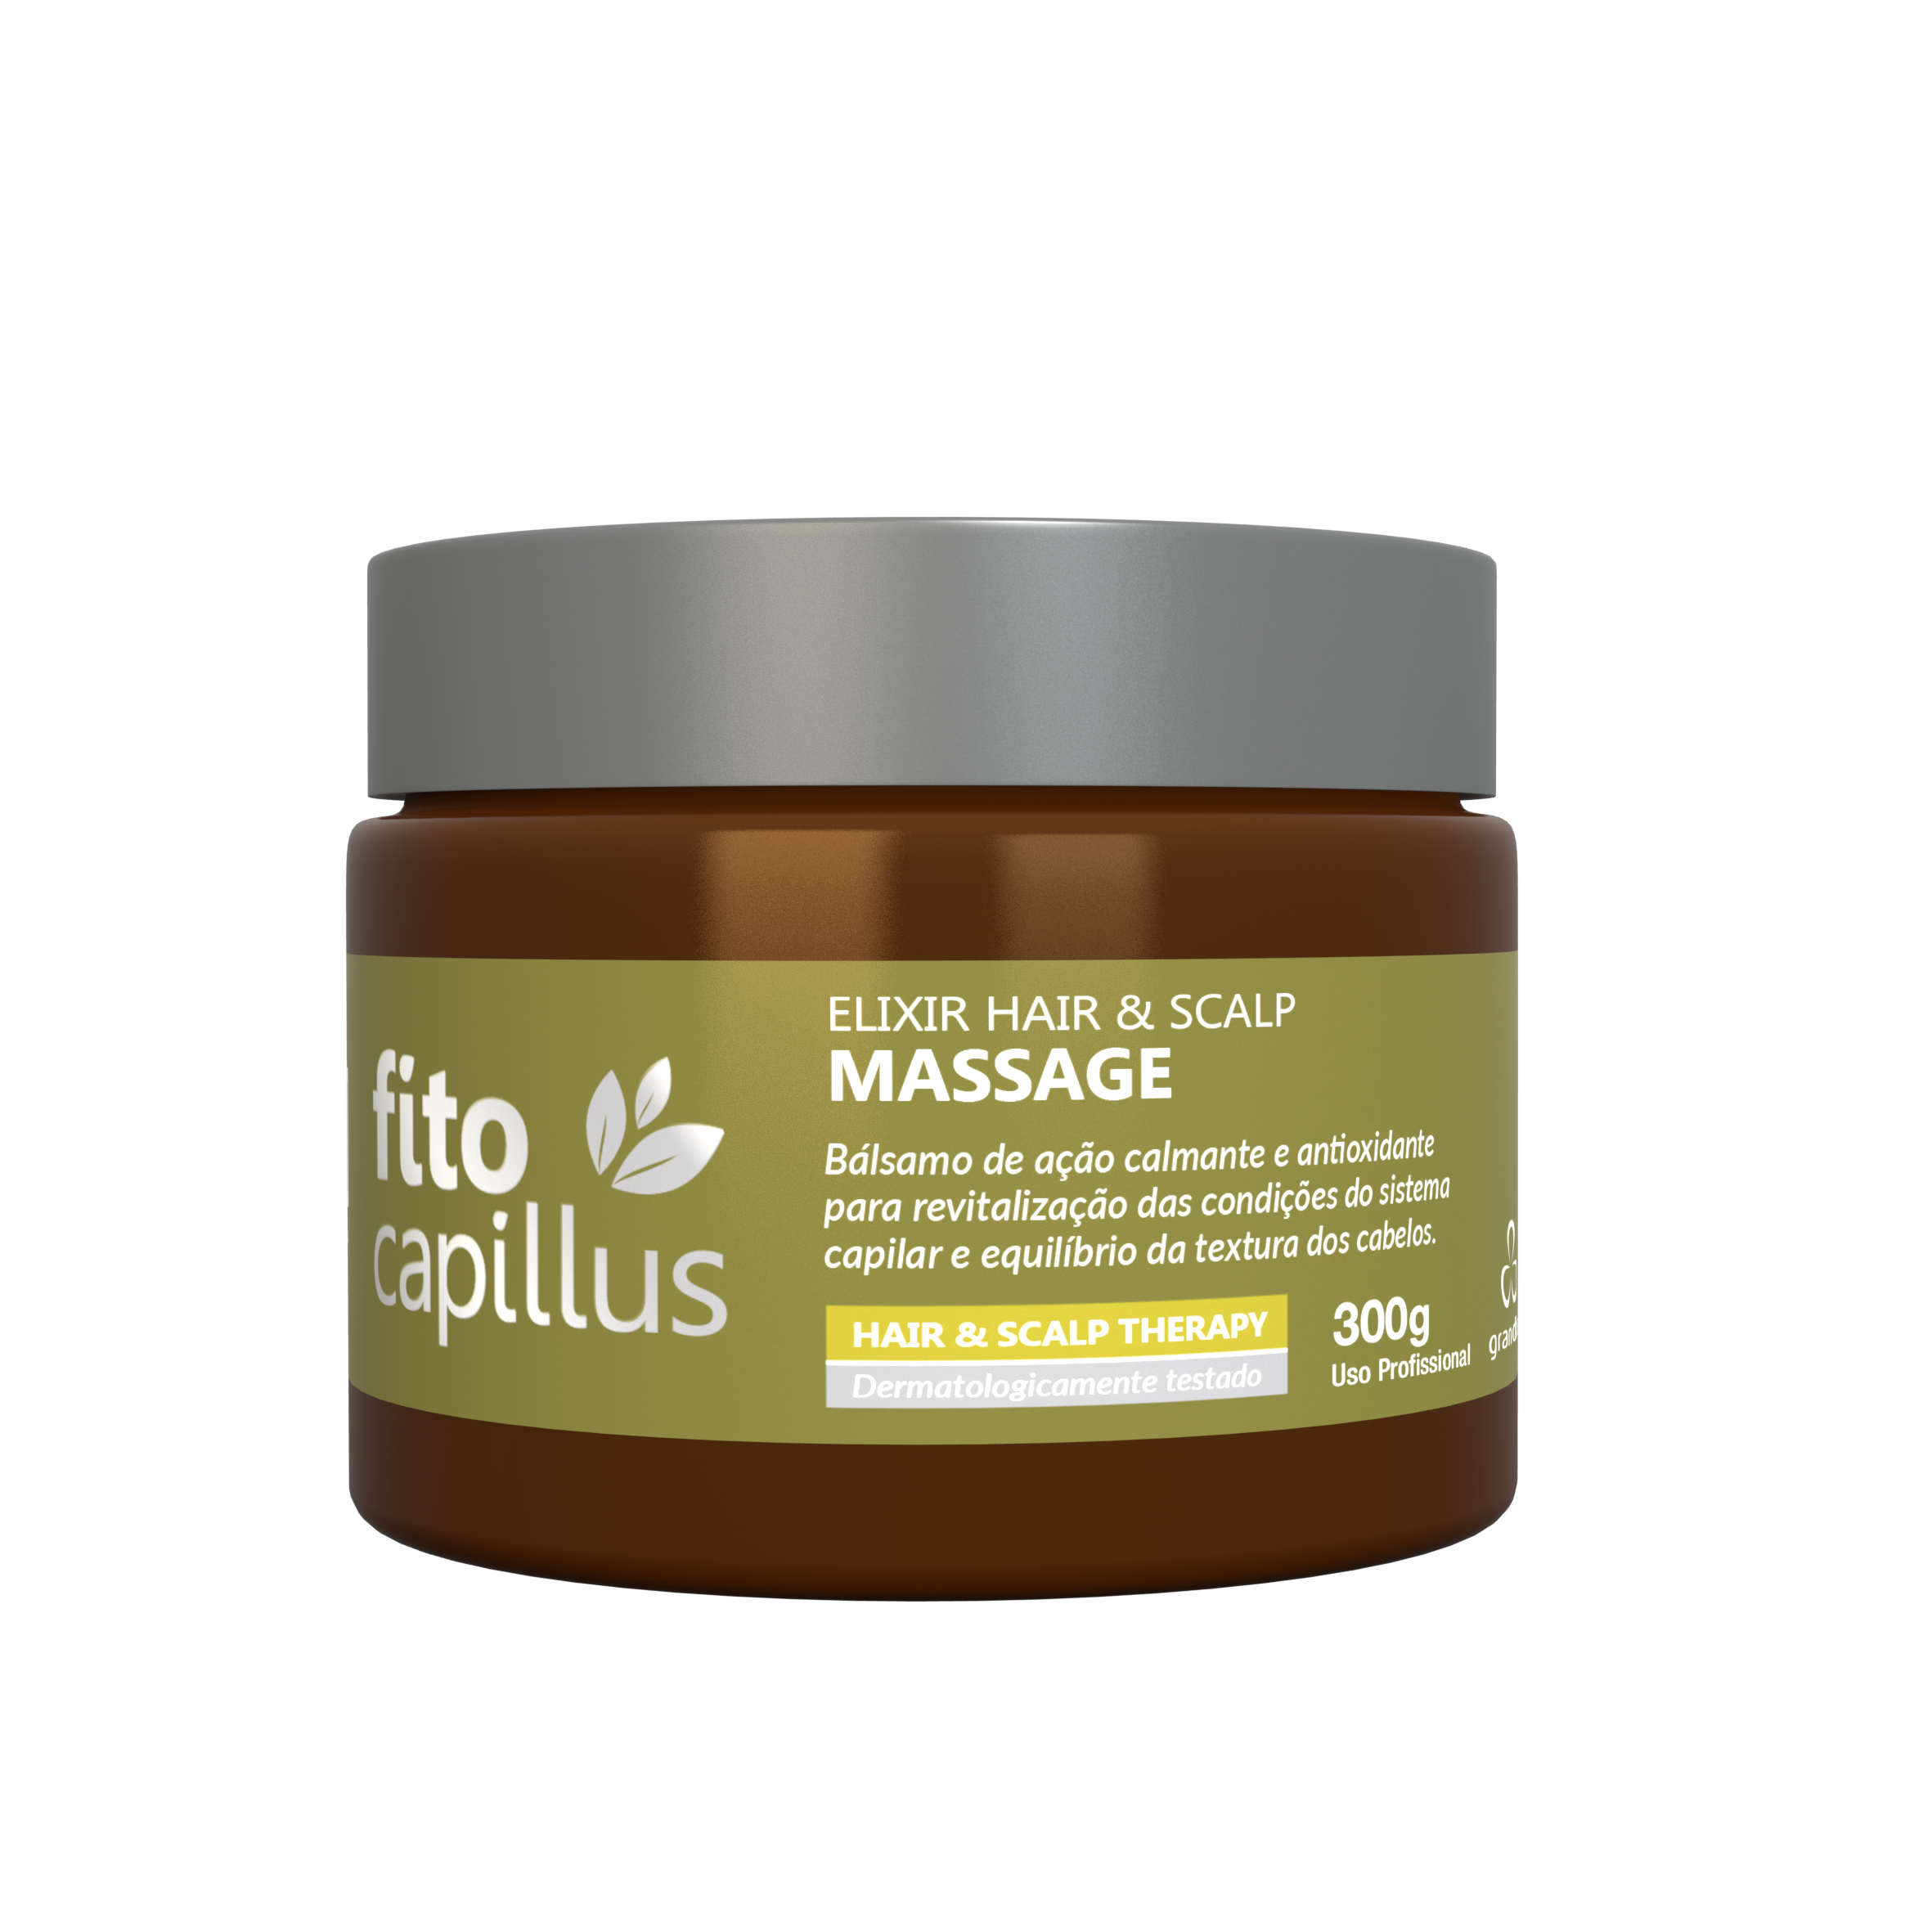 fito
capillus
ELIXIR HAIR & SCALP
MASSAGE
Bálsamo de ação calmante e antioxidante
para revitalização das condições do sistema
capilar e equilíbrio da textura dos cabelos.
HAIR & SCALP THERAPY
Dermatologicamente testado
300g
Uso Profissional